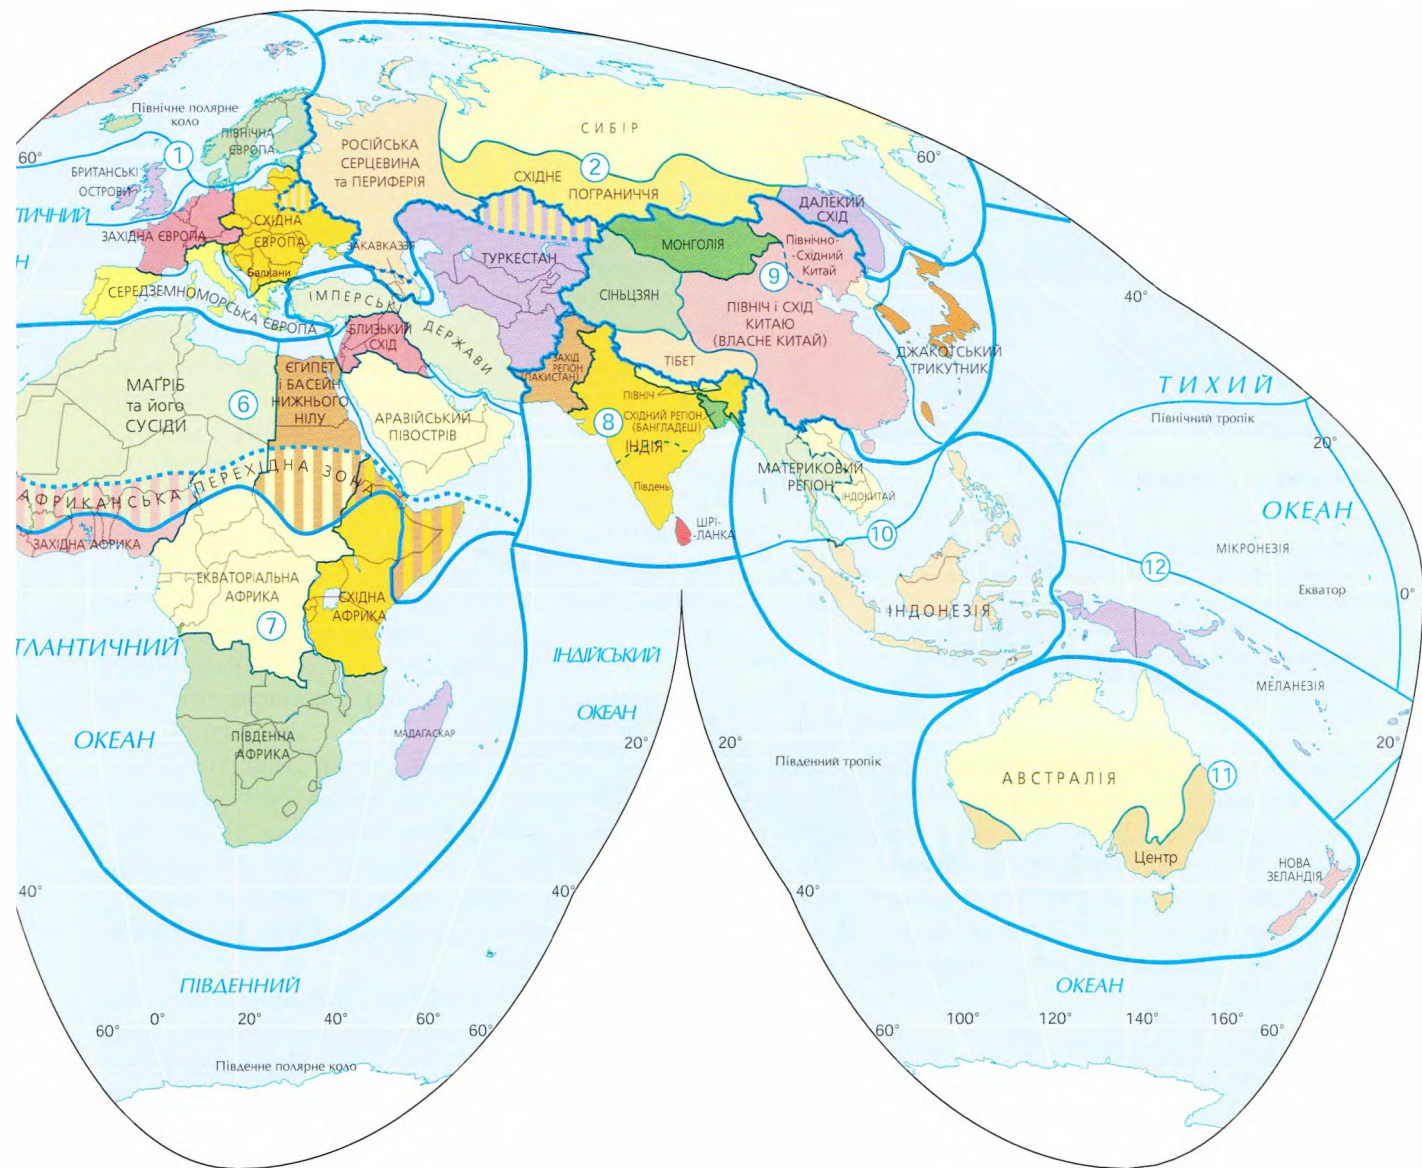 Північне полярне
коло
60°
1
ПІВНІЧНА
ЄВРОПА
БРИТАНСЬКІ
ОСТРОВИ
ТИЧНИЙ
Н
ЗАХІДНА ЄВРОПА
СХІДНА
ЄВРОПА
Балкани
СЕРЕДЗЕМНОМОРСЬКА ЄВРОПА
РОСІЙСЬКА
СЕРЦЕВИНА
та ПЕРИФЕРІЯ
ЗАКАВКАЗЗЯ
СИБІР
2
СХІДНЕ
ПОГРАНИЧЧЯ
60°
ДАЛЕКИЙ
СХІД
ТУРКЕСТАН
МОНГОЛІЯ
Північно-
-Східний
Китай
9
СІНЬЦЗЯН
ПІВНІЧ і СХІД
КИТАЮ
(ВЛАСНЕ КИТАЙ)
ТІБЕТ
ДЖАКОТСЬКИЙ
ТРИКУТНИК
40°
ІМПЕРСЬКІ
ДЕРЖАВИ
БЛИЗЬКИЙ
СХІД
МАҐРІБ
та його
СУСІДИ
6
ЄГИПЕТ
і БАСЕЙН
НИЖНЬОГО
НІЛУ
АРАВІЙСЬКИЙ
ПІВОСТРІВ
ЗАХІД
РЕГІОН
(ПАКИСТАН)
ПІВНІЧ
8
СХІДНИЙ РЕГІОН
(БАНГЛАДЕШ)
ІНДІЯ
Південь
ШРІ-
-ЛАНКА
МАТЕРИКОВИЙ
РЕГІОН
ІНДОКИТАЙ
10
ТИХИЙ
Північний тропік
20°
ОКЕАН
МІКРОНЕЗІЯ
12
Екватор
0°
АФРИКАНСЬКА ПЕРЕХІДНА ЗОНА
ЗАХІДНА АФРИКА
ЕКВАТОРІАЛЬНА
АФРИКА
7
СХІДНА
АФРИКА
ІНДОНЕЗІЯ
ТЛАНТИЧНИЙ
ОКЕАН
ІНДІЙСЬКИЙ
ОКЕАН
МЕЛАНЕЗІЯ
ПІВДЕННА
АФРИКА
МАДАГАСКАР
20°
20°
Південний тропік
20°
АВСТРАЛІЯ
11
Центр
НОВА
ЗЕЛАНДІЯ
40°
40°
40°
ПІВДЕННИЙ
ОКЕАН
60°
0°
20°
40°
60°
60°
60°
100°
120°
140°
160°
60°
Південне полярне коло